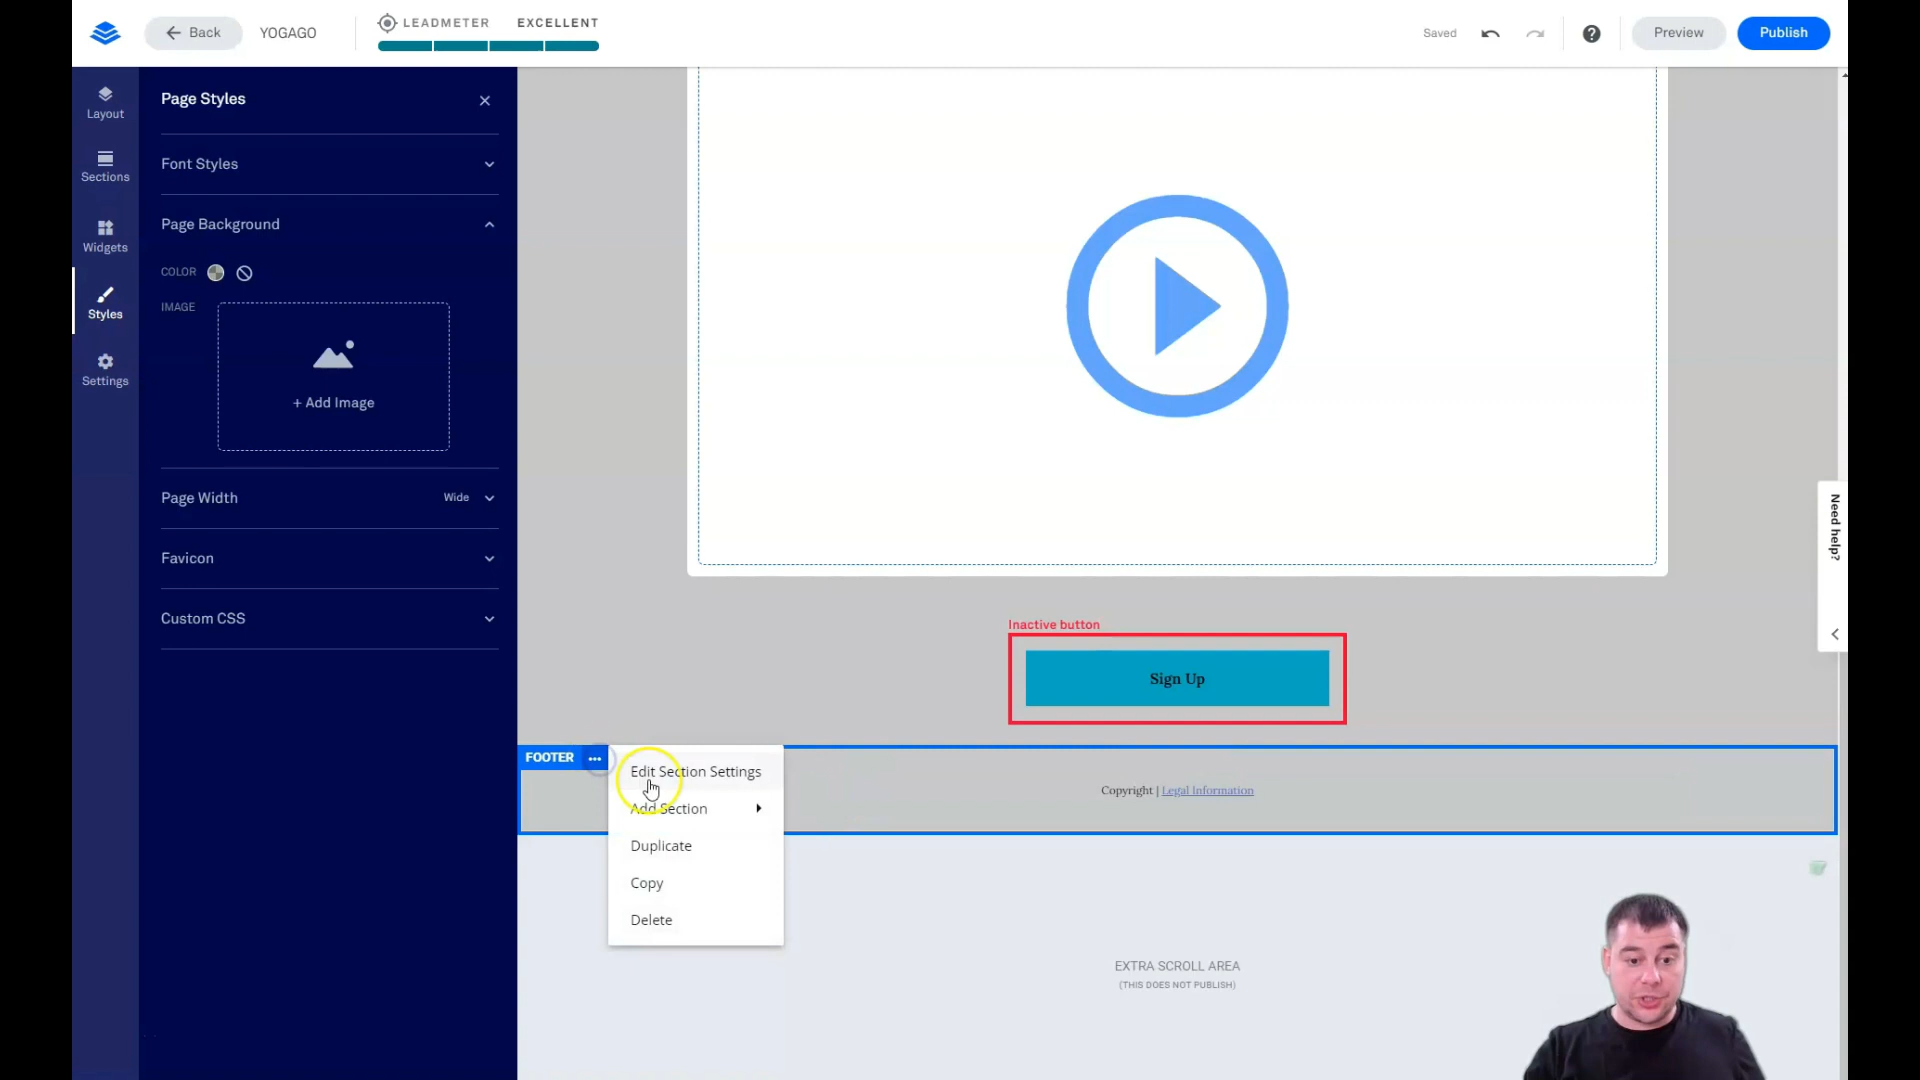 Back
YOGAGO
LEADMETER EXCELLENT
Saved
Preview
Publish
Layout
Sections
Widgets
Styles
Settings
Page Styles
Font Styles
Page Background
COLOR
IMAGE
+ Add Image
Page Width Wide
Favicon
Custom CSS
Need help?
Inactive button
Sign Up
FOOTER
Edit Section Settings
Add Section
Duplicate
Copy
Delete
Copyright | Legal Information
EXTRA SCROLL AREA
(THIS DOES NOT PUBLISH)